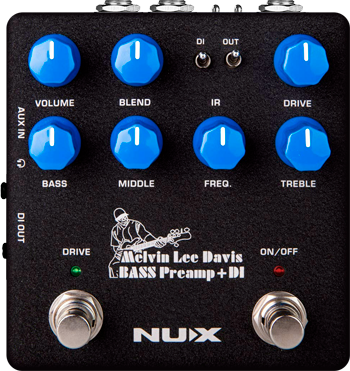 DI OUT
VOLUME BLEND IR DRIVE
AUX IN
BASS MIDDLE FREQ. TREBLE
DI OUT
Melvin Lee Davis
DRIVE BASS Preamp+DI ON/OFF
NUX